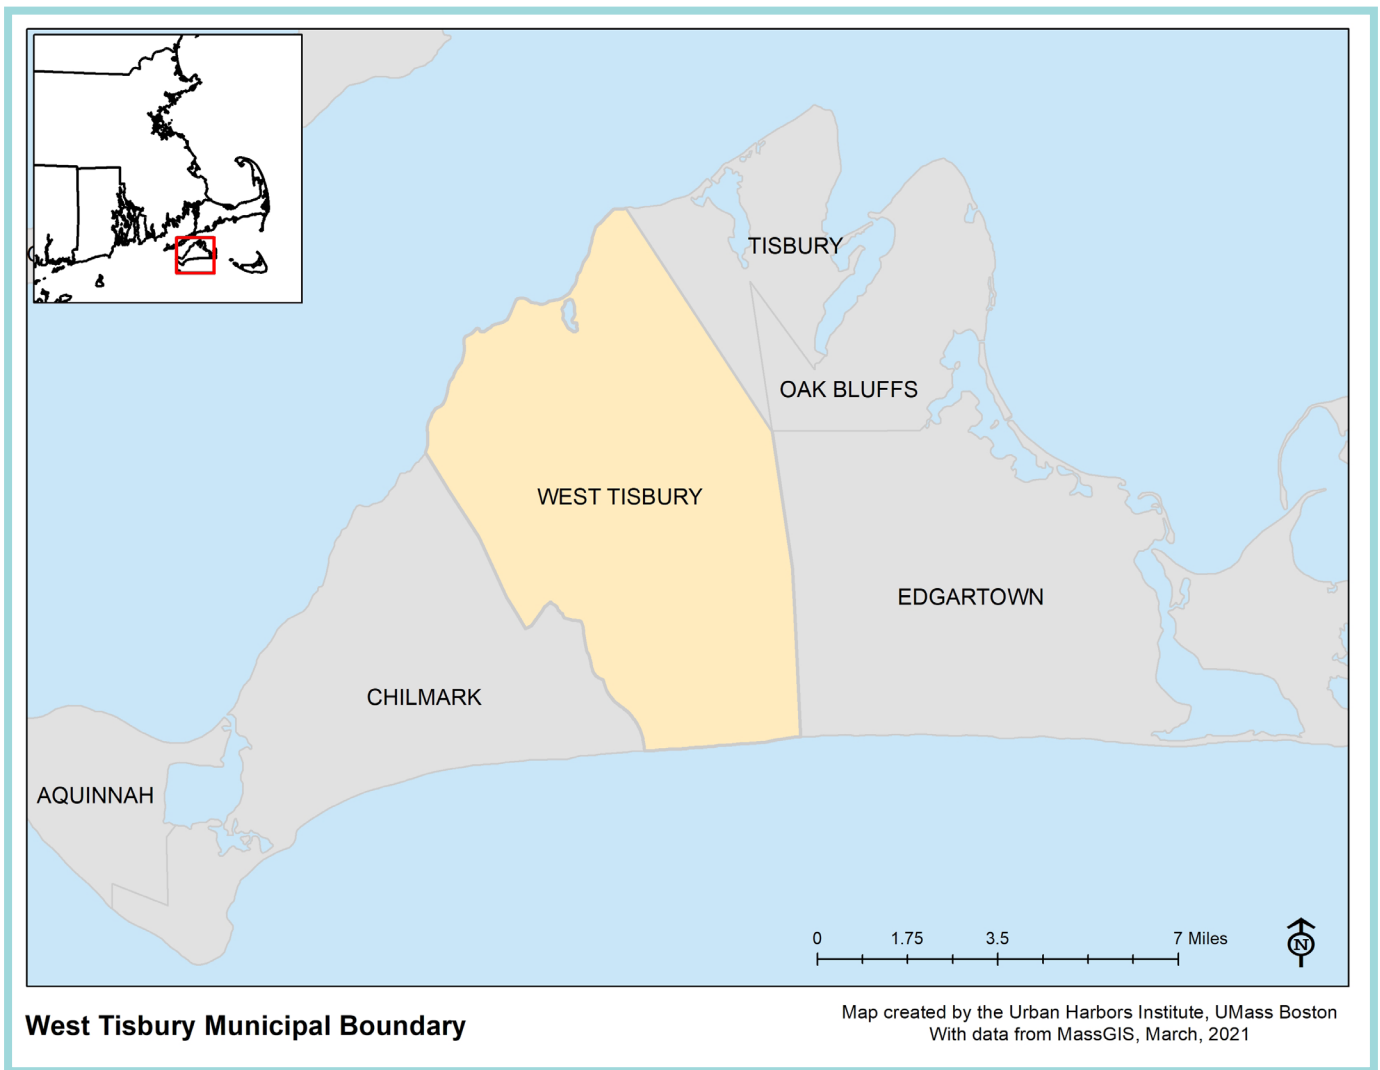 TISBURY
OAK BLUFFS
WEST TISBURY
EDGARTOWN
CHILMARK
AQUINNAH
0 1.75 3.5 7 Miles
N
West Tisbury Municipal Boundary
Map created by the Urban Harbors Institute, UMass Boston
With data from MassGIS, March, 2021